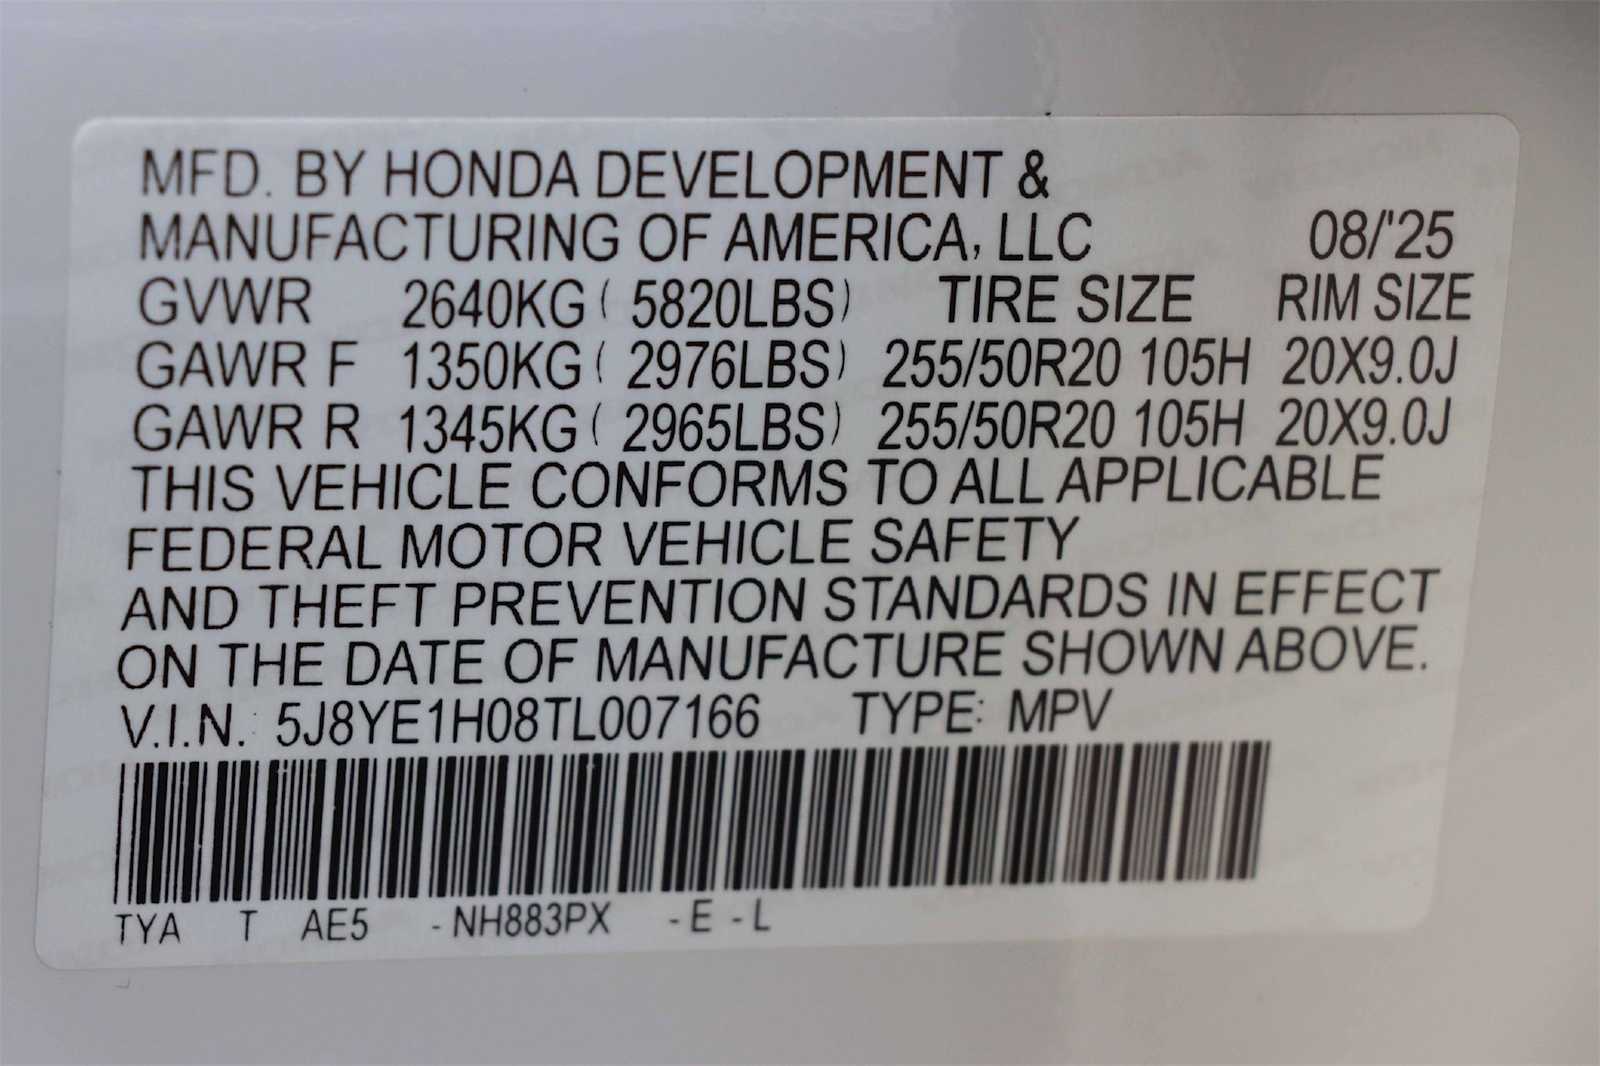 MFD. BY HONDA DEVELOPMENT &
MANUFACTURING OF AMERICA, LLC 08/'25
GVWR 2640KG ( 5820LBS) TIRE SIZE RIM SIZE
GAWR F 1350KG ( 2976LBS) 255/50R20 105H 20X9.0J
GAWR R 1345KG ( 2965LBS) 255/50R20 105H 20X9.0J
THIS VEHICLE CONFORMS TO ALL APPLICABLE
FEDERAL MOTOR VEHICLE SAFETY
AND THEFT PREVENTION STANDARDS IN EFFECT
ON THE DATE OF MANUFACTURE SHOWN ABOVE.
V.I.N. : 5J8YE1H08TL007166 TYPE: MPV
TYA T AE5 -NH883PX -E -L